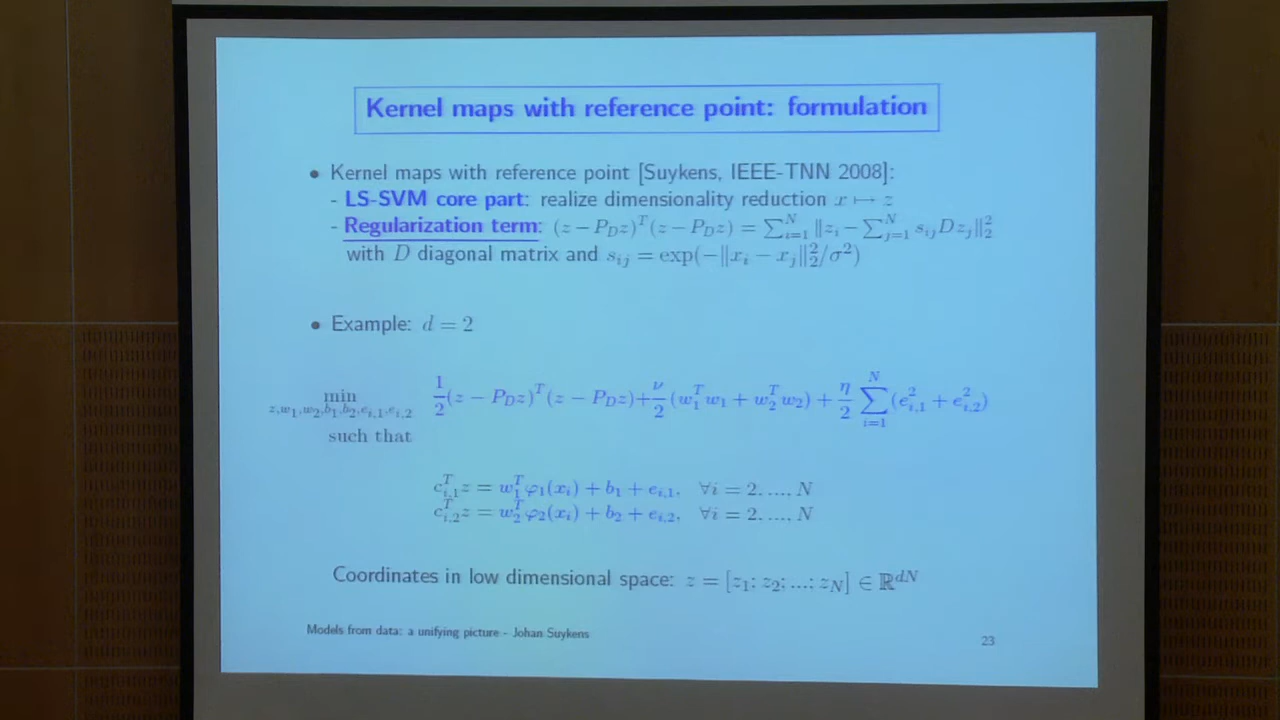 Kernel maps with reference point: formulation
• Kernel maps with reference point [Suykens, IEEE-TNN 2008]:
- LS-SVM core part: realize dimensionality reduction x ↦ z
- Regularization term: (z − P_D z)^T (z − P_D z) = ∑_{i=1}^N ‖z_i − ∑_{j=1}^N s_{ij} D z_j‖_2^2
with D diagonal matrix and s_{ij} = exp(−‖x_i − x_j‖_2^2/σ^2)
• Example: d = 2
min_{z,w_1,w_2,b_1,b_2,e_{i,1},e_{i,2}} 1/2 (z − P_D z)^T (z − P_D z) + ν/2 (w_1^T w_1 + w_2^T w_2) + η/2 ∑_{i=1}^N (e_{i,1}^2 + e_{i,2}^2)
such that
c_{i,1}^T z = w_1^T φ_1(x_i) + b_1 + e_{i,1}, ∀i = 2, ..., N
c_{i,2}^T z = w_2^T φ_2(x_i) + b_2 + e_{i,2}, ∀i = 2, ..., N
Coordinates in low dimensional space: z = [z_1; z_2; ...; z_N] ∈ ℝ^{dN}
Models from data: a unifying picture - Johan Suykens
23